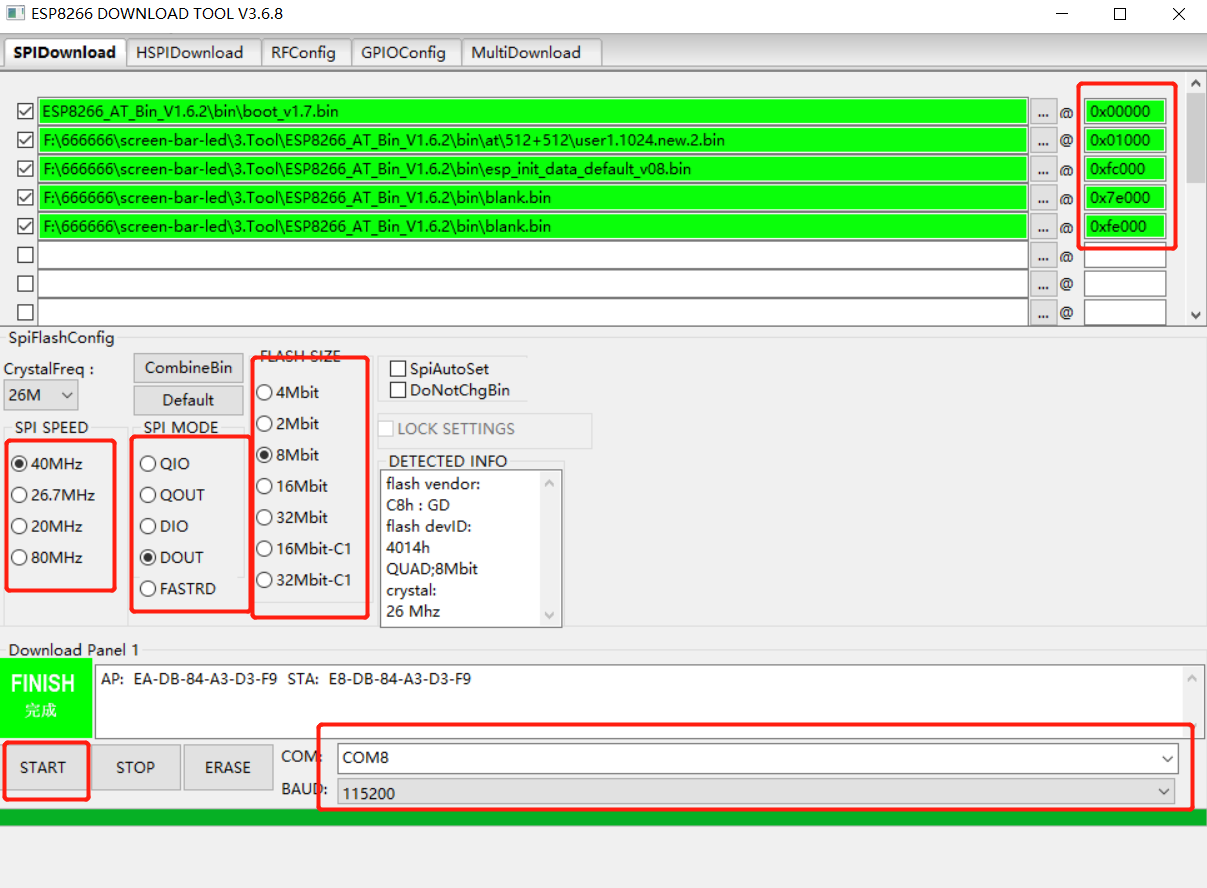 ESP8266 DOWNLOAD TOOL V3.6.8
SPIDownload HSPIDownload RFConfig GPIOConfig MultiDownload
ESP8266_AT_Bin_V1.6.2\bin\boot_v1.7.bin ... @ 0x00000
F:\666666\screen-bar-led\3.Tool\ESP8266_AT_Bin_V1.6.2\bin\at\512+512\user1.1024.new.2.bin ... @ 0x01000
F:\666666\screen-bar-led\3.Tool\ESP8266_AT_Bin_V1.6.2\bin\esp_init_data_default_v08.bin ... @ 0xfc000
F:\666666\screen-bar-led\3.Tool\ESP8266_AT_Bin_V1.6.2\bin\blank.bin ... @ 0x7e000
F:\666666\screen-bar-led\3.Tool\ESP8266_AT_Bin_V1.6.2\bin\blank.bin ... @ 0xfe000
... @
... @
... @
SpiFlashConfig
CrystalFreq :
26M
CombineBin
Default
SPI SPEED
40MHz
26.7MHz
20MHz
80MHz
SPI MODE
QIO
QOUT
DIO
DOUT
FASTRD
FLASH SIZE
4Mbit
2Mbit
8Mbit
16Mbit
32Mbit
16Mbit-C1
32Mbit-C1
SpiAutoSet
DoNotChgBin
LOCK SETTINGS
DETECTED INFO
flash vendor:
C8h : GD
flash devID:
4014h
QUAD;8Mbit
crystal:
26 Mhz
Download Panel 1
FINISH
完成
AP: EA-DB-84-A3-D3-F9 STA: E8-DB-84-A3-D3-F9
START STOP ERASE
COM: COM8
BAUD: 115200